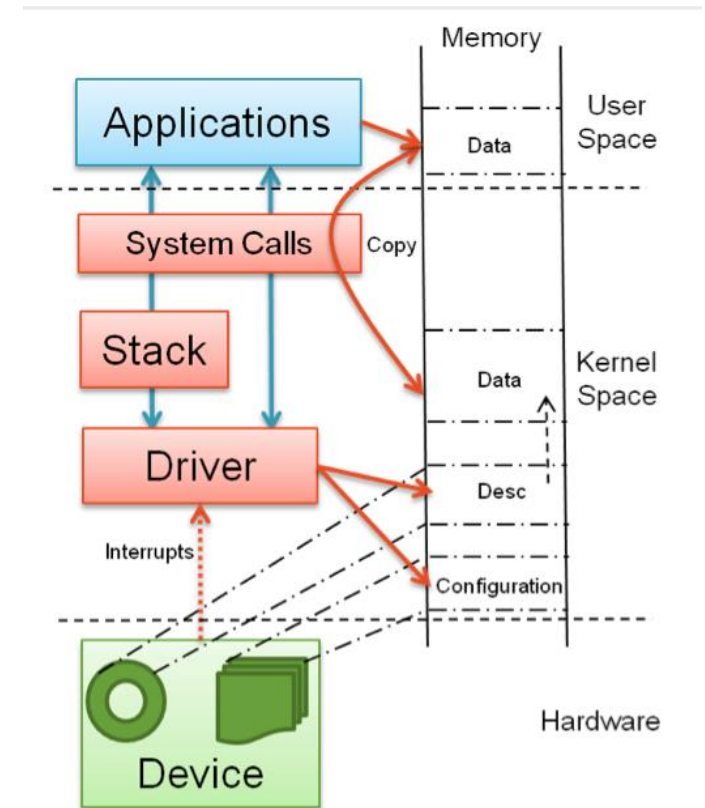 Memory
Applications
Data
User
Space
System Calls
Copy
Stack
Data
Kernel
Space
Driver
Desc
Interrupts
Configuration
Hardware
Device